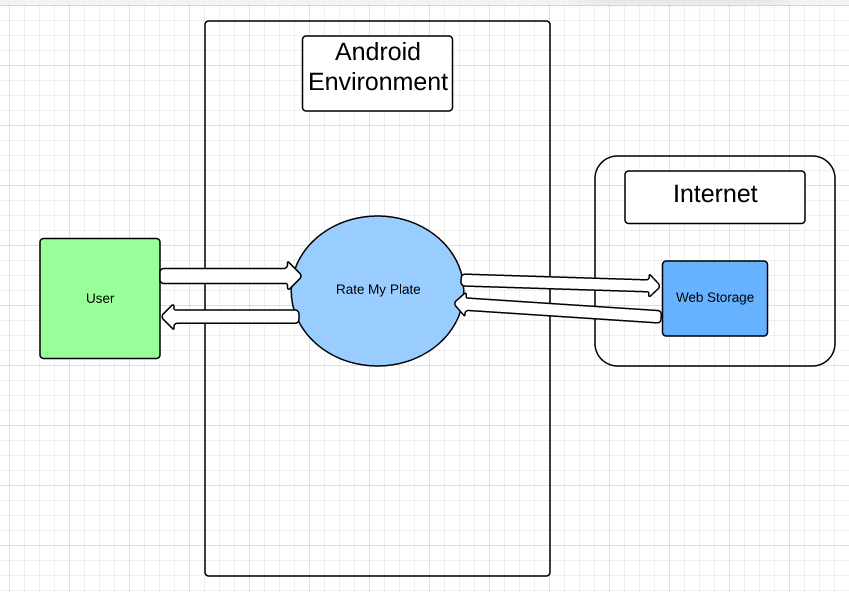 Android
Environment
Internet
User
Rate My Plate
Web Storage